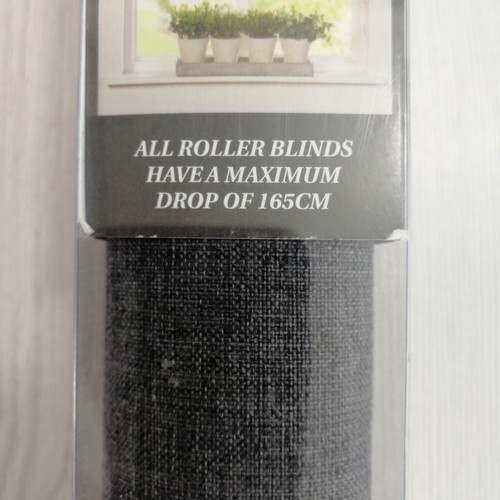 ALL ROLLER BLINDS
HAVE A MAXIMUM
DROP OF 165CM